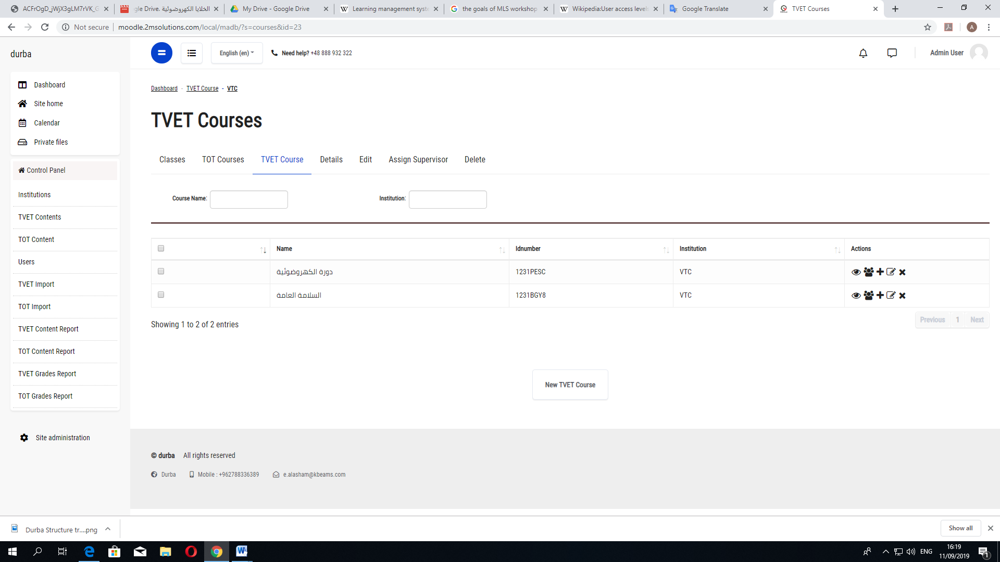 ACFrOgD_jWjX3gLM7rVK_G
gle Drive. الخلايا الكهروضوئية
My Drive - Google Drive
Learning management syste
the goals of MLS workshop
Wikipedia:User access levels
Google Translate
TVET Courses
Not secure
moodle.2msolutions.com/local/madb/?s=courses&id=23
A
durba
English (en)
Need help? +48 888 932 322
Admin User
Dashboard
Site home
Calendar
Private files
Control Panel
Institutions
TVET Contents
TOT Content
Users
TVET Import
TOT Import
TVET Content Report
TOT Content Report
TVET Grades Report
TOT Grades Report
Site administration
Dashboard - TVET Course - VTC
TVET Courses
Classes TOT Courses TVET Course Details Edit Assign Supervisor Delete
Course Name: Institution:
Name Idnumber Institution Actions
دورة الكهروضوئية 1231PESC VTC
السلامة العامة 1231BGY8 VTC
Showing 1 to 2 of 2 entries
Previous 1 Next
New TVET Course
© durba All rights reserved
Durba Mobile : +962788336389 e.alasham@kbeams.com
Durba Structure tr....png
Show all
ENG
16:19
11/09/2019
1